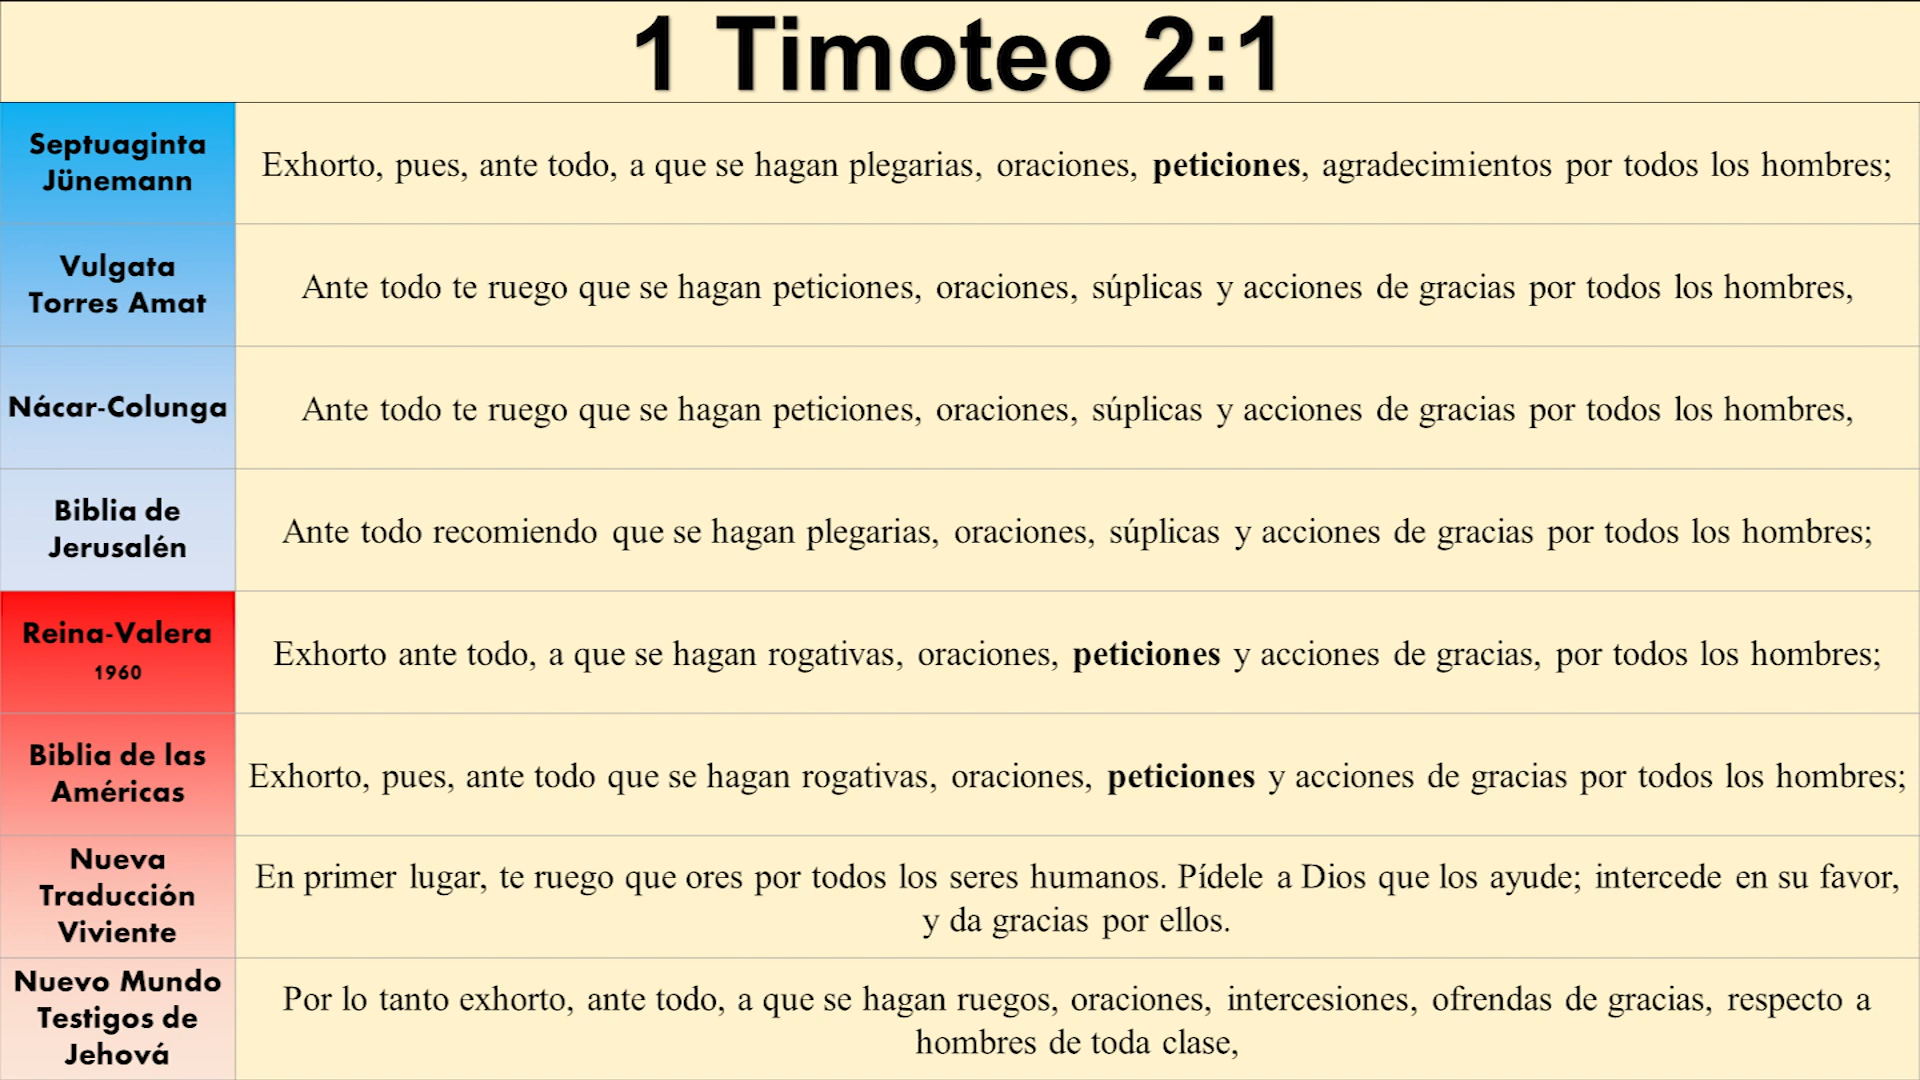 1 Timoteo 2:1
Septuaginta
Jünemann
Exhorto, pues, ante todo, a que se hagan plegarias, oraciones, peticiones, agradecimientos por todos los hombres;
Vulgata
Torres Amat
Ante todo te ruego que se hagan peticiones, oraciones, súplicas y acciones de gracias por todos los hombres,
Nácar-Colunga
Ante todo te ruego que se hagan peticiones, oraciones, súplicas y acciones de gracias por todos los hombres,
Biblia de
Jerusalén
Ante todo recomiendo que se hagan plegarias, oraciones, súplicas y acciones de gracias por todos los hombres;
Reina-Valera
1960
Exhorto ante todo, a que se hagan rogativas, oraciones, peticiones y acciones de gracias, por todos los hombres;
Biblia de las
Américas
Exhorto, pues, ante todo que se hagan rogativas, oraciones, peticiones y acciones de gracias por todos los hombres;
Nueva
Traducción
Viviente
En primer lugar, te ruego que ores por todos los seres humanos. Pídele a Dios que los ayude; intercede en su favor,
y da gracias por ellos.
Nuevo Mundo
Testigos de
Jehová
Por lo tanto exhorto, ante todo, a que se hagan ruegos, oraciones, intercesiones, ofrendas de gracias, respecto a
hombres de toda clase,